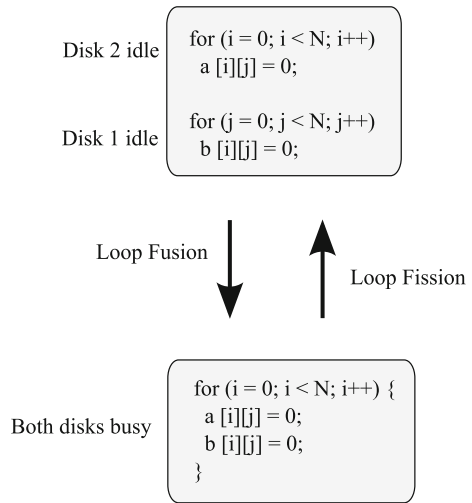 Disk 2 idle
for (i = 0; i < N; i++)
a [i][j] = 0;
Disk 1 idle
for (j = 0; j < N; j++)
b [i][j] = 0;
Loop Fusion
Loop Fission
Both disks busy
for (i = 0; i < N; i++) {
a [i][j] = 0;
b [i][j] = 0;
}